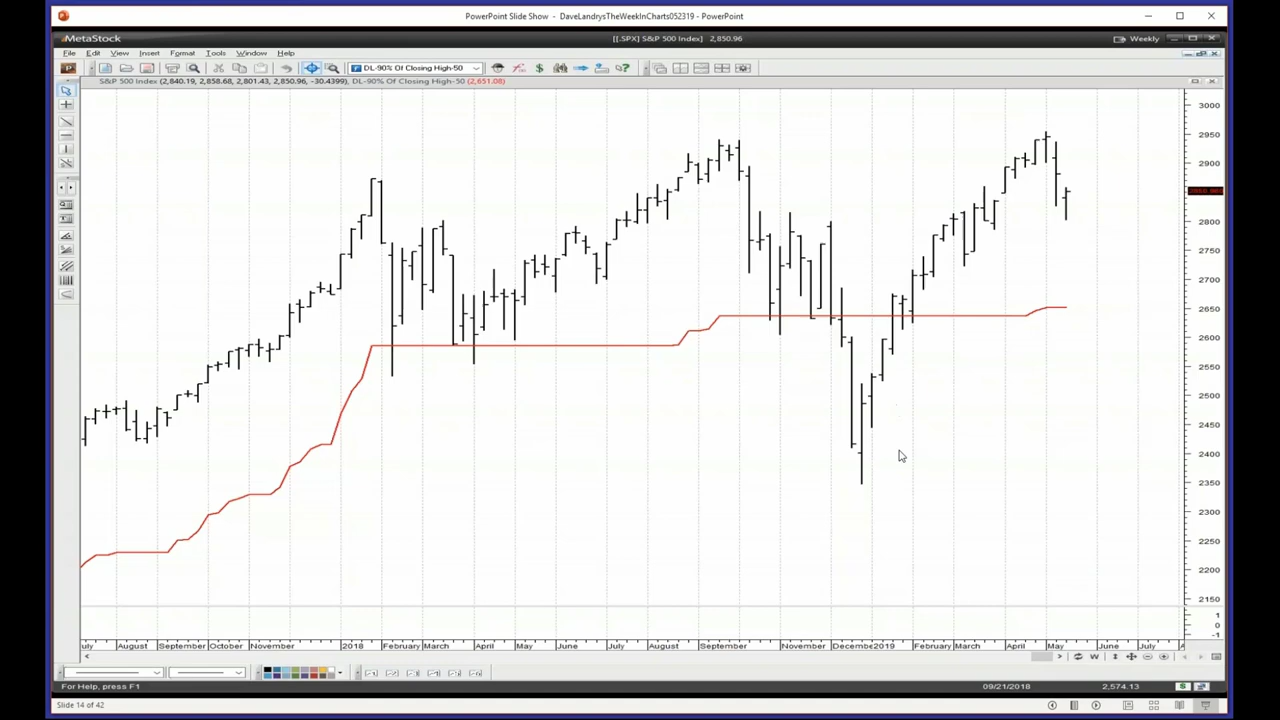 PowerPoint Slide Show - DaveLandrysTheWeekInCharts052319 - PowerPoint
MetaStock
[[.SPX] S&P 500 Index] 2,850.96
Weekly
File Edit View Insert Format Tools Window Help
DL-90% Of Closing High-50
S&P 500 Index (2,840.19, 2,858.68, 2,801.43, 2,850.96, -30.4399), DL-90% Of Closing High-50 (2,651.08)
3000
2950
2900
2800
2750
2700
2650
2600
2550
2500
2450
2400
2350
2300
2250
2200
2150
1
0
-1
uly August September October November 2018 February March April May June July August September November December 2019 February March April May June July A
For Help, press F1
09/21/2018 2,574.13
Slide 14 of 42